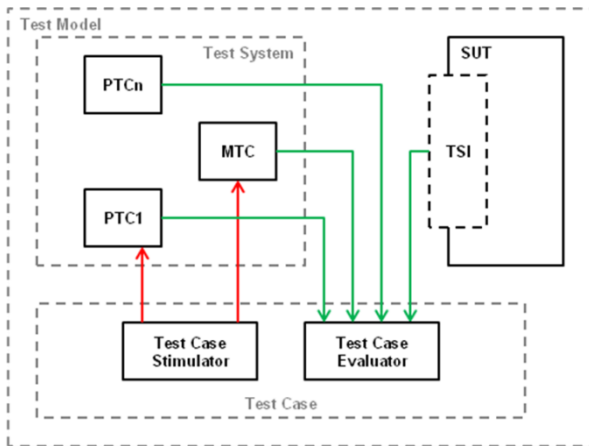 Test Model
Test System
PTCn
SUT
MTC
TSI
PTC1
Test Case
Stimulator
Test Case
Evaluator
Test Case